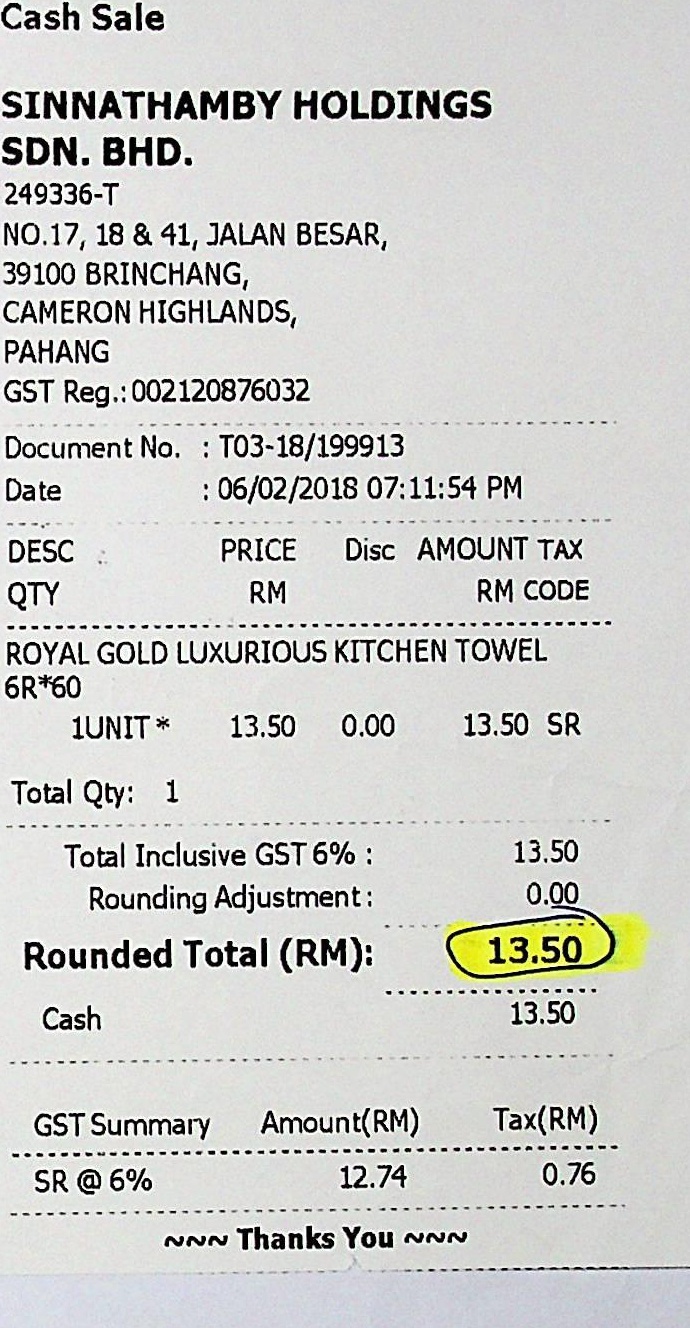 Cash Sale
SINNATHAMBY HOLDINGS
SDN. BHD.
249336-T
NO.17, 18 & 41, JALAN BESAR,
39100 BRINCHANG,
CAMERON HIGHLANDS,
PAHANG
GST Reg.:002120876032
Document No. : T03-18/199913
Date : 06/02/2018 07:11:54 PM
DESC PRICE Disc AMOUNT TAX
QTY RM RM CODE
ROYAL GOLD LUXURIOUS KITCHEN TOWEL
6R*60
1UNIT * 13.50 0.00 13.50 SR
Total Qty: 1
Total Inclusive GST 6% : 13.50
Rounding Adjustment : 0.00
Rounded Total (RM): 13.50
Cash 13.50
GST Summary Amount(RM) Tax(RM)
SR @ 6% 12.74 0.76
~~~ Thanks You ~~~